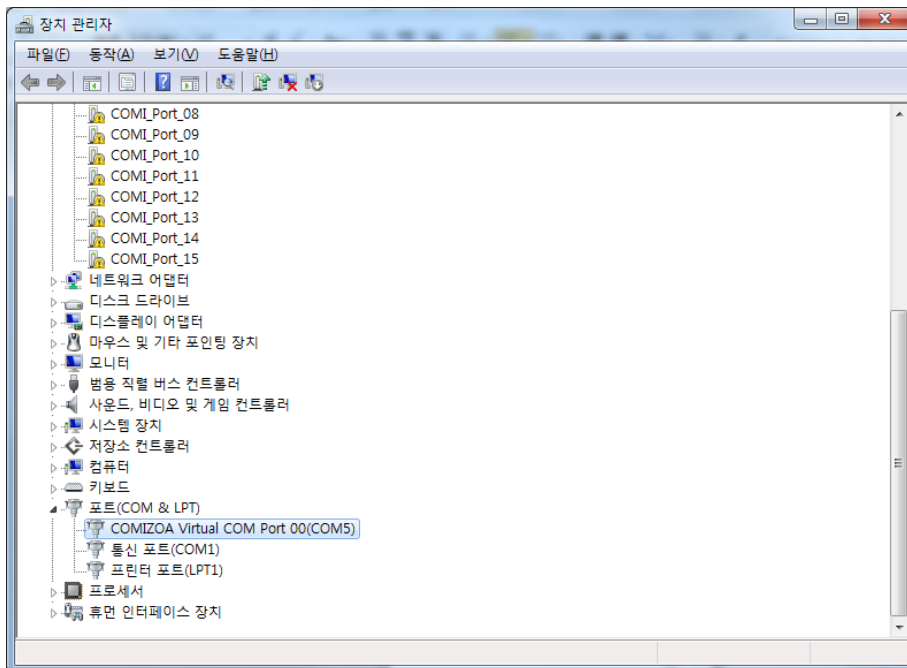 장치 관리자
파일(F) 동작(A) 보기(V) 도움말(H)
COMI_Port_08
COMI_Port_09
COMI_Port_10
COMI_Port_11
COMI_Port_12
COMI_Port_13
COMI_Port_14
COMI_Port_15
네트워크 어댑터
디스크 드라이브
디스플레이 어댑터
마우스 및 기타 포인팅 장치
모니터
범용 직렬 버스 컨트롤러
사운드, 비디오 및 게임 컨트롤러
시스템 장치
저장소 컨트롤러
컴퓨터
키보드
포트(COM & LPT)
COMIZOA Virtual COM Port 00(COM5)
통신 포트(COM1)
프린터 포트(LPT1)
프로세서
휴먼 인터페이스 장치